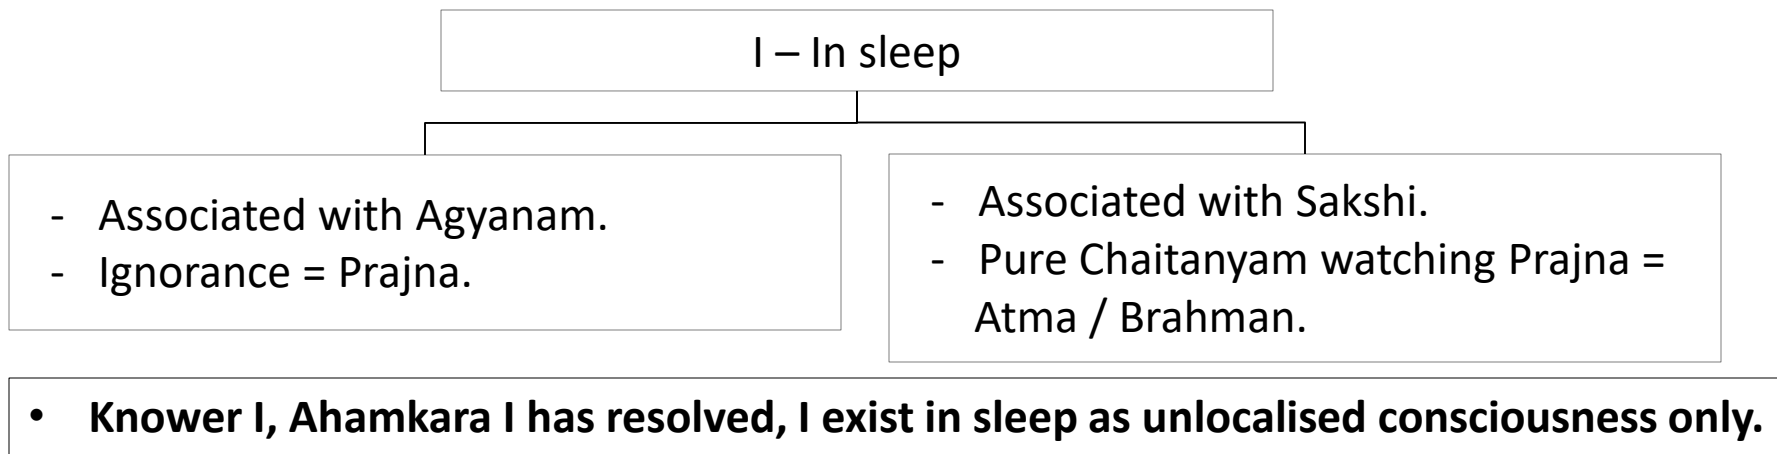 I – In sleep
- Associated with Agyanam.
- Ignorance = Prajna.
- Associated with Sakshi.
- Pure Chaitanyam watching Prajna =
Atma / Brahman.
• Knower I, Ahamkara I has resolved, I exist in sleep as unlocalised consciousness only.